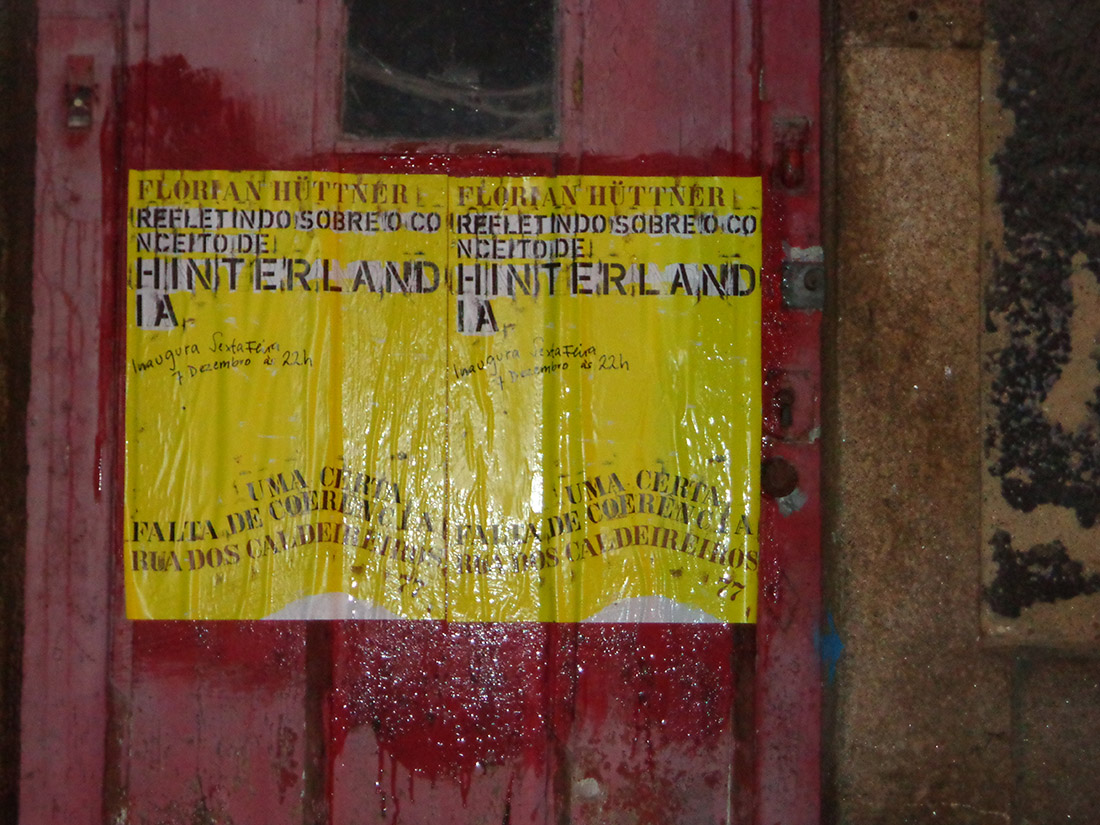 FLORIAN HÜTTNER
REFLETINDO SOBRE O CO
NCEITO DE
HINTERLAND
IA,
Inaugura Sexta Feira
7 Dezembro às 22h
UMA CERTA
FALTA DE COERÊNCIA
RUA DOS CALDEIREIROS,
77
FLORIAN HÜTTNER
REFLETINDO SOBRE O CO
NCEITO DE
HINTERLAND
IA,
Inaugura Sexta Feira
7 Dezembro às 22h
UMA CERTA
FALTA DE COERÊNCIA
RUA DOS CALDEIREIROS
77